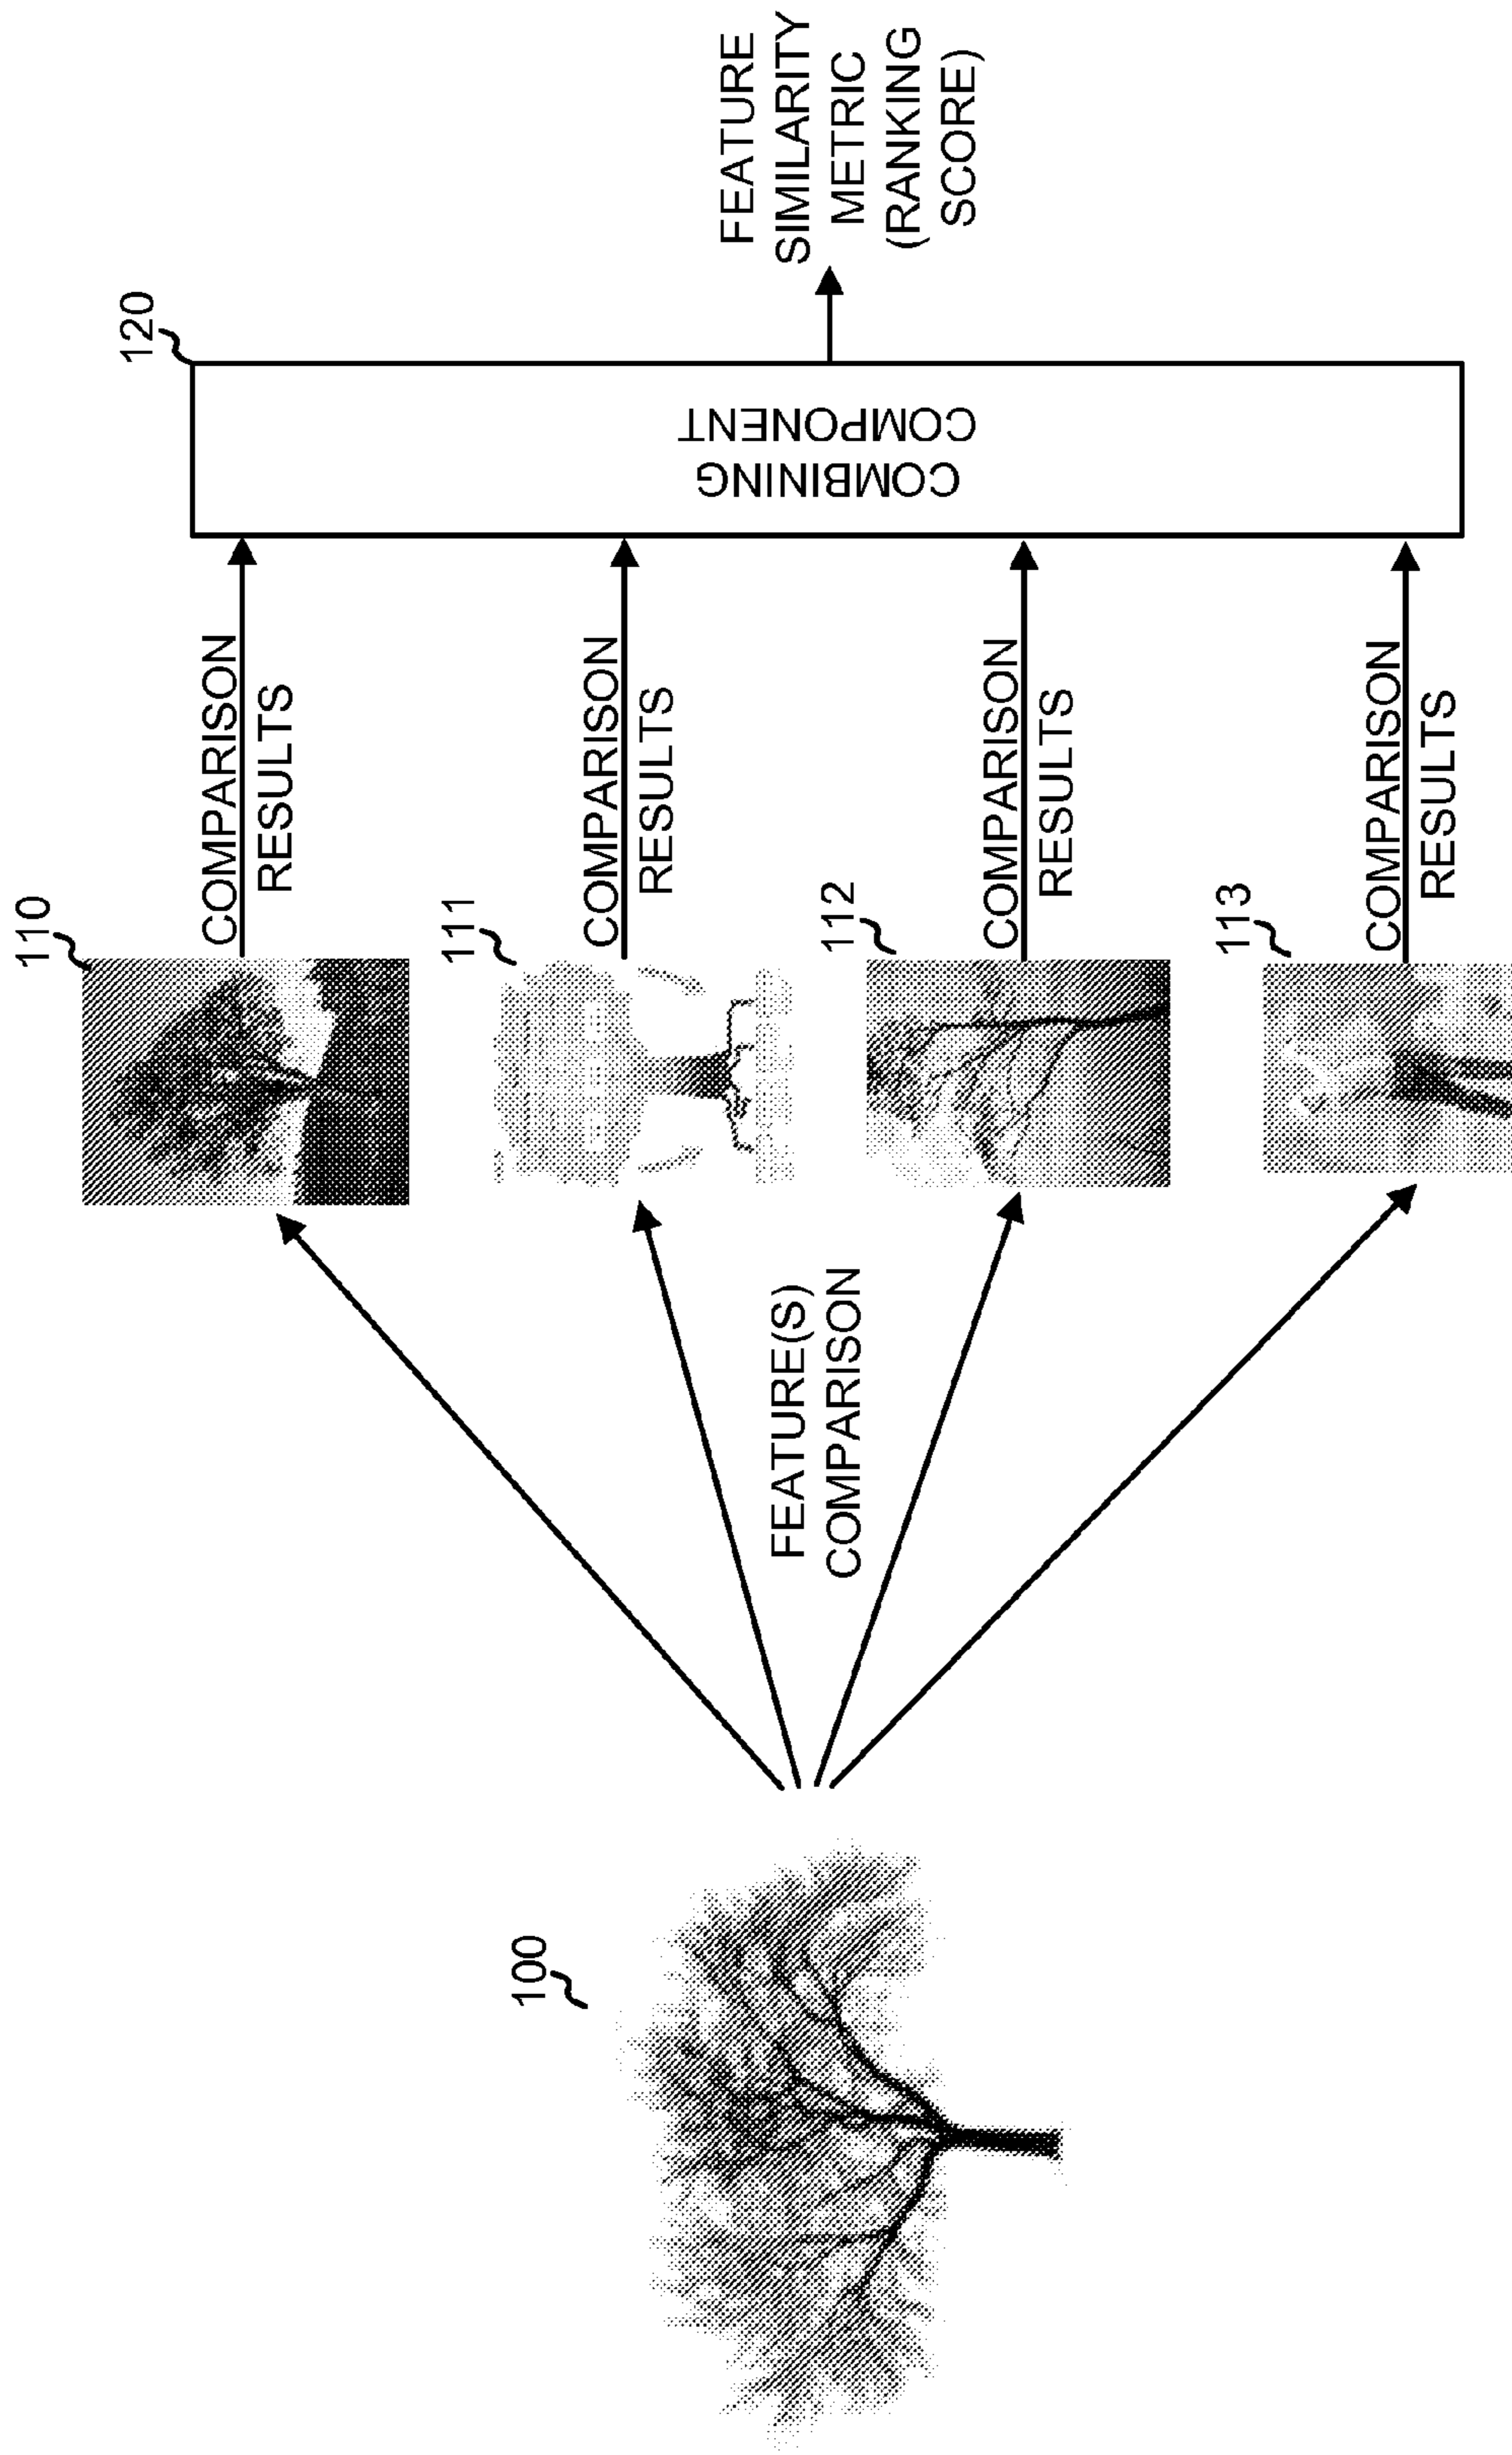 100
FEATURE(S)
COMPARISON
110
111
112
113
COMPARISON
RESULTS
COMPARISON
RESULTS
COMPARISON
RESULTS
COMPARISON
RESULTS
120
COMBINING
COMPONENT
FEATURE
SIMILARITY
METRIC
(RANKING
SCORE)